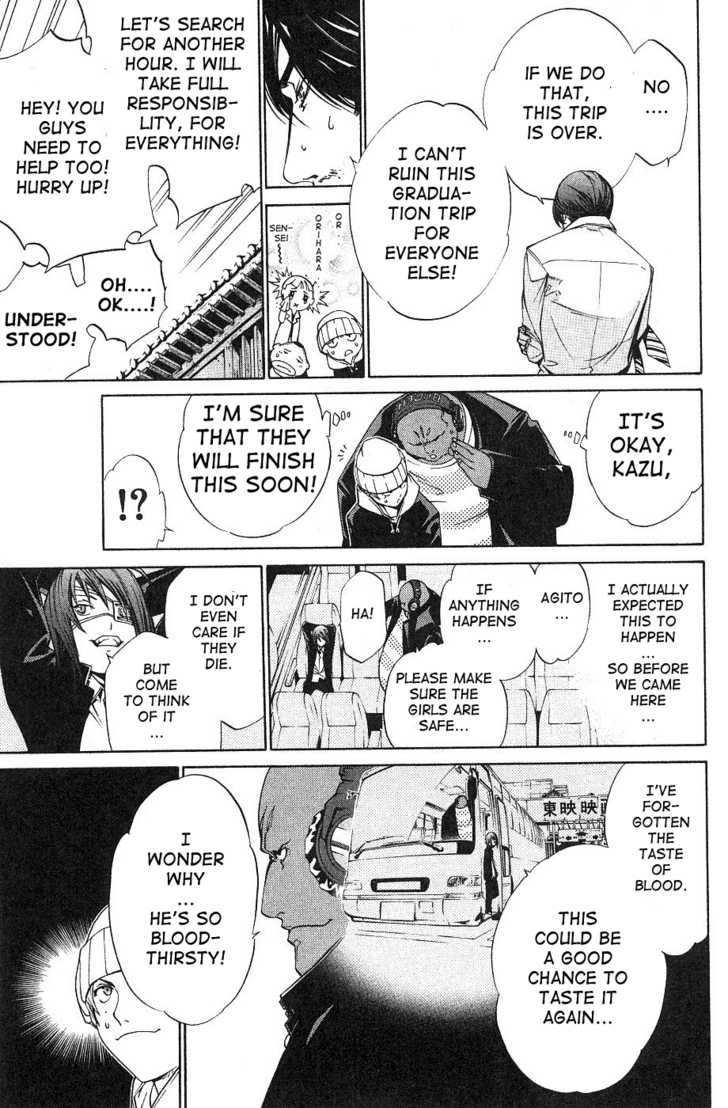 NO
....
IF WE DO
THAT,
THIS TRIP
IS OVER.
I CAN'T
RUIN THIS
GRADUA-
TION TRIP
FOR
EVERYONE
ELSE!
OR
ORIHARA
SEN-
SEI
LET'S SEARCH
FOR ANOTHER
HOUR. I WILL
TAKE FULL
RESPONSIB-
ILITY, FOR
EVERYTHING!
HEY! YOU
GUYS
NEED TO
HELP TOO!
HURRY UP!
OH....
OK....!
UNDER-
STOOD!
IT'S
OKAY,
KAZU,
I'M SURE
THAT THEY
WILL FINISH
THIS SOON!
!?
I ACTUALLY
EXPECTED
THIS TO
HAPPEN
...
SO BEFORE
WE CAME
HERE
...
AGITO
...
IF
ANYTHING
HAPPENS
...
PLEASE MAKE
SURE THE
GIRLS ARE
SAFE...
HA!
I DON'T
EVEN
CARE IF
THEY
DIE.
BUT
COME
TO THINK
OF IT
...
I'VE
FOR-
GOTTEN
THE
TASTE
OF
BLOOD.
東映映画
THIS
COULD BE
A GOOD
CHANCE TO
TASTE IT
AGAIN...
I
WONDER
WHY
...
HE'S SO
BLOOD-
THIRSTY!